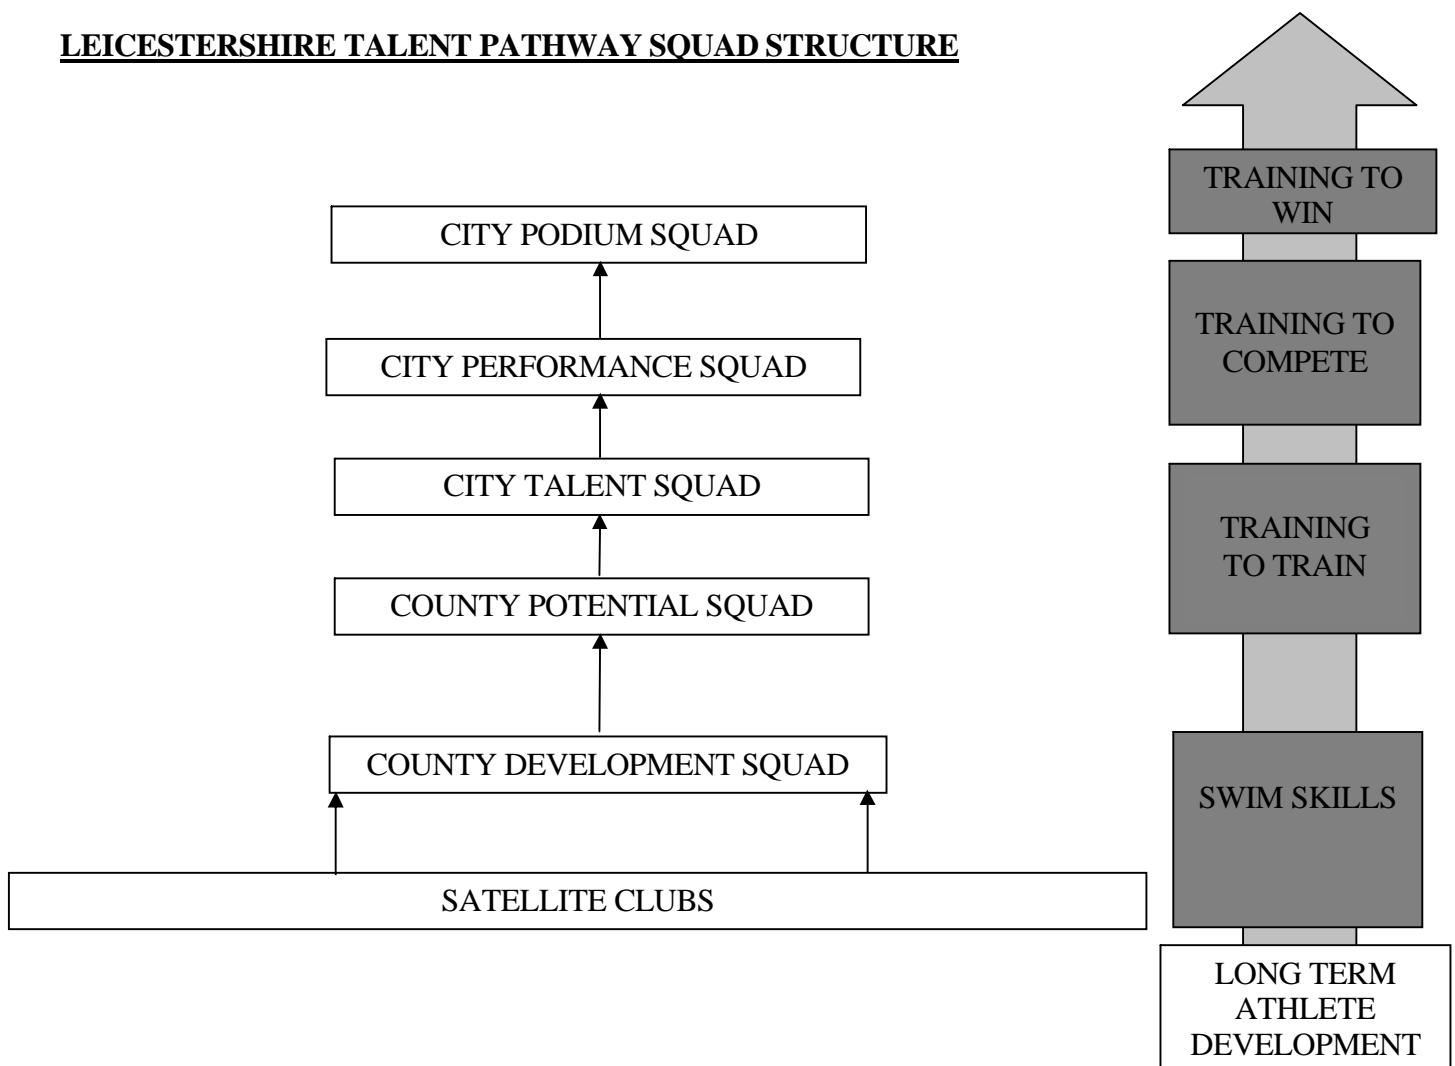 LEICESTERSHIRE TALENT PATHWAY SQUAD STRUCTURE
CITY PODIUM SQUAD
CITY PERFORMANCE SQUAD
CITY TALENT SQUAD
COUNTY POTENTIAL SQUAD
COUNTY DEVELOPMENT SQUAD
SATELLITE CLUBS
TRAINING TO
WIN
TRAINING TO
COMPETE
TRAINING
TO TRAIN
SWIM SKILLS
LONG TERM
ATHLETE
DEVELOPMENT